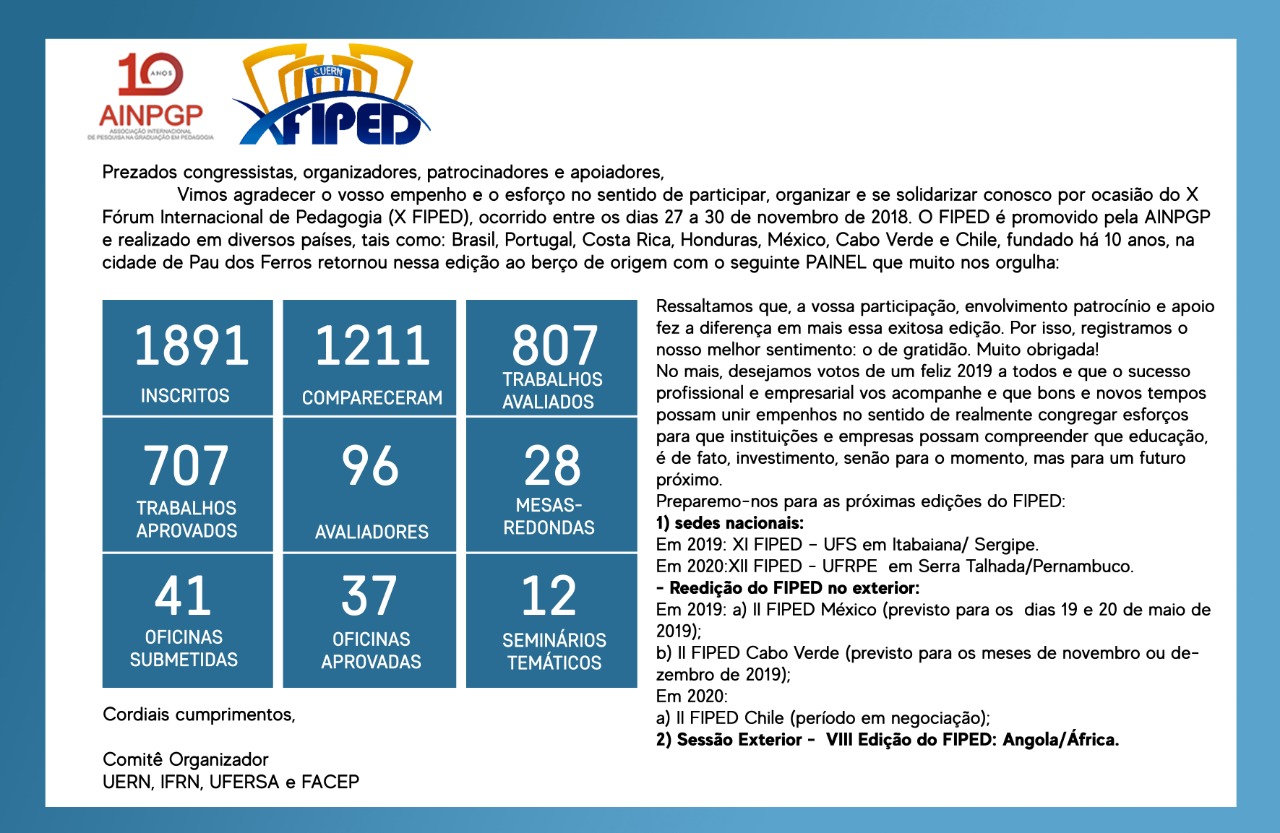 10 ANOS
AINPGP
ASSOCIAÇÃO INTERNACIONAL
DE PESQUISA NA GRADUAÇÃO EM PEDAGOGIA
UERN
XFIPED
Prezados congressistas, organizadores, patrocinadores e apoiadores,
Vimos agradecer o vosso empenho e o esforço no sentido de participar, organizar e se solidarizar conosco por ocasião do X
Fórum Internacional de Pedagogia (X FIPED), ocorrido entre os dias 27 a 30 de novembro de 2018. O FIPED é promovido pela AINPGP
e realizado em diversos países, tais como: Brasil, Portugal, Costa Rica, Honduras, México, Cabo Verde e Chile, fundado há 10 anos, na
cidade de Pau dos Ferros retornou nessa edição ao berço de origem com o seguinte PAINEL que muito nos orgulha:
1891
INSCRITOS
1211
COMPARECERAM
807
TRABALHOS
AVALIADOS
707
TRABALHOS
APROVADOS
96
AVALIADORES
28
MESAS-
REDONDAS
41
OFICINAS
SUBMETIDAS
37
OFICINAS
APROVADAS
12
SEMINÁRIOS
TEMÁTICOS
Ressaltamos que, a vossa participação, envolvimento patrocínio e apoio
fez a diferença em mais essa exitosa edição. Por isso, registramos o
nosso melhor sentimento: o de gratidão. Muito obrigada!
No mais, desejamos votos de um feliz 2019 a todos e que o sucesso
profissional e empresarial vos acompanhe e que bons e novos tempos
possam unir empenhos no sentido de realmente congregar esforços
para que instituições e empresas possam compreender que educação,
é de fato, investimento, senão para o momento, mas para um futuro
próximo.
Preparemo-nos para as próximas edições do FIPED:
1) sedes nacionais:
Em 2019: XI FIPED – UFS em Itabaiana/ Sergipe.
Em 2020:XII FIPED - UFRPE em Serra Talhada/Pernambuco.
- Reedição do FIPED no exterior:
Em 2019: a) II FIPED México (previsto para os dias 19 e 20 de maio de
2019);
b) II FIPED Cabo Verde (previsto para os meses de novembro ou de-
zembro de 2019);
Em 2020:
a) II FIPED Chile (período em negociação);
2) Sessão Exterior - VIII Edição do FIPED: Angola/África.
Cordiais cumprimentos,
Comitê Organizador
UERN, IFRN, UFERSA e FACEP